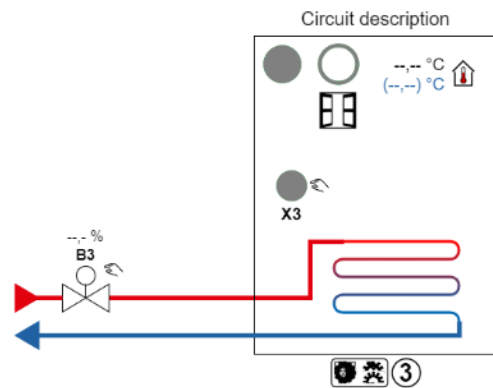 Circuit description
--,-- °C
(--,--) °C
X3
--,- %
B3
3